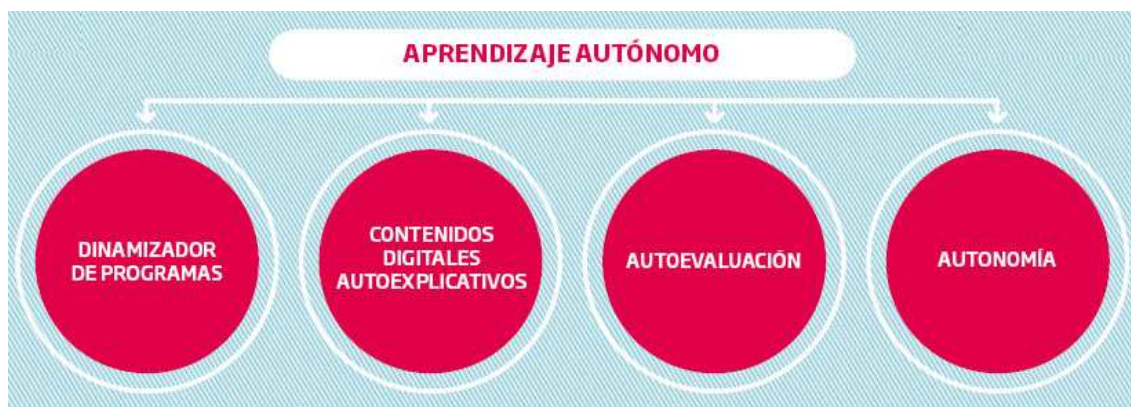 APRENDIZAJE AUTÓNOMO
DINAMIZADOR
DE PROGRAMAS
CONTENIDOS
DIGITALES
AUTOEXPLICATIVOS
AUTOEVALUACIÓN
AUTONOMÍA